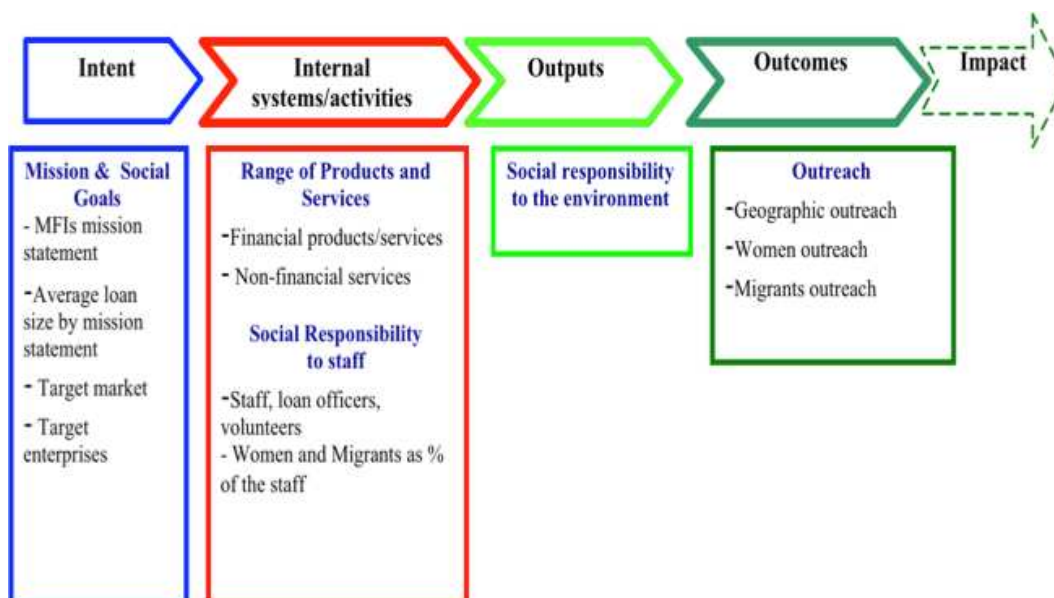 Intent
Internal
systems/activities
Outputs
Outcomes
Impact
Mission & Social
Goals
- MFIs mission
statement
-Average loan
size by mission
statement
- Target market
- Target
enterprises
Range of Products and
Services
-Financial products/services
- Non-financial services
Social Responsibility
to staff
-Staff, loan officers,
volunteers
- Women and Migrants as %
of the staff
Social responsibility
to the environment
Outreach
-Geographic outreach
-Women outreach
-Migrants outreach